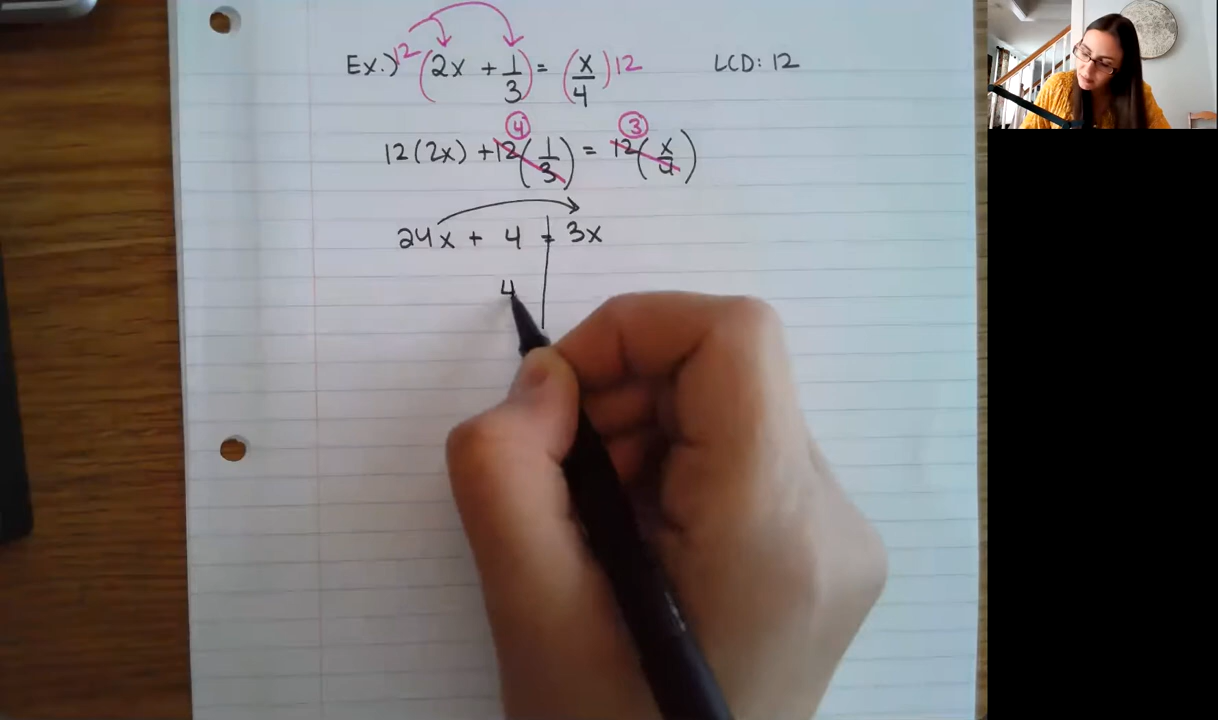 Ex.) 12 (2x + 1/3) = (x/4) 12 LCD: 12
④ ③
12(2x) + 12(1/3) = 12(x/4)
24x + 4 = 3x
4